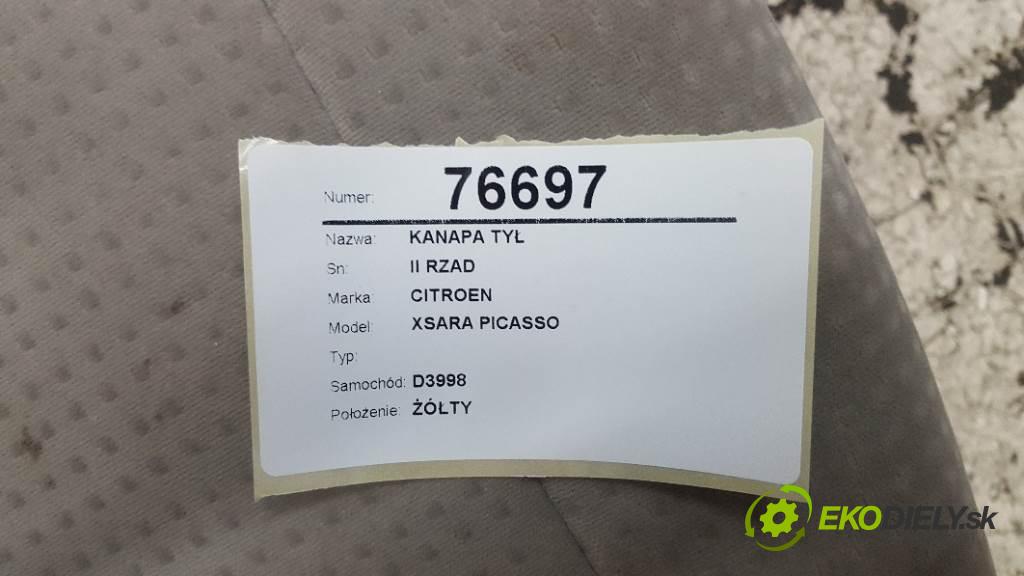 Numer: 76697
Nazwa: KANAPA TYŁ
Sn: II RZAD
Marka: CITROEN
Model: XSARA PICASSO
Typ:
Samochód: D3998
Położenie: ŻÓŁTY
EKODIELY.sk